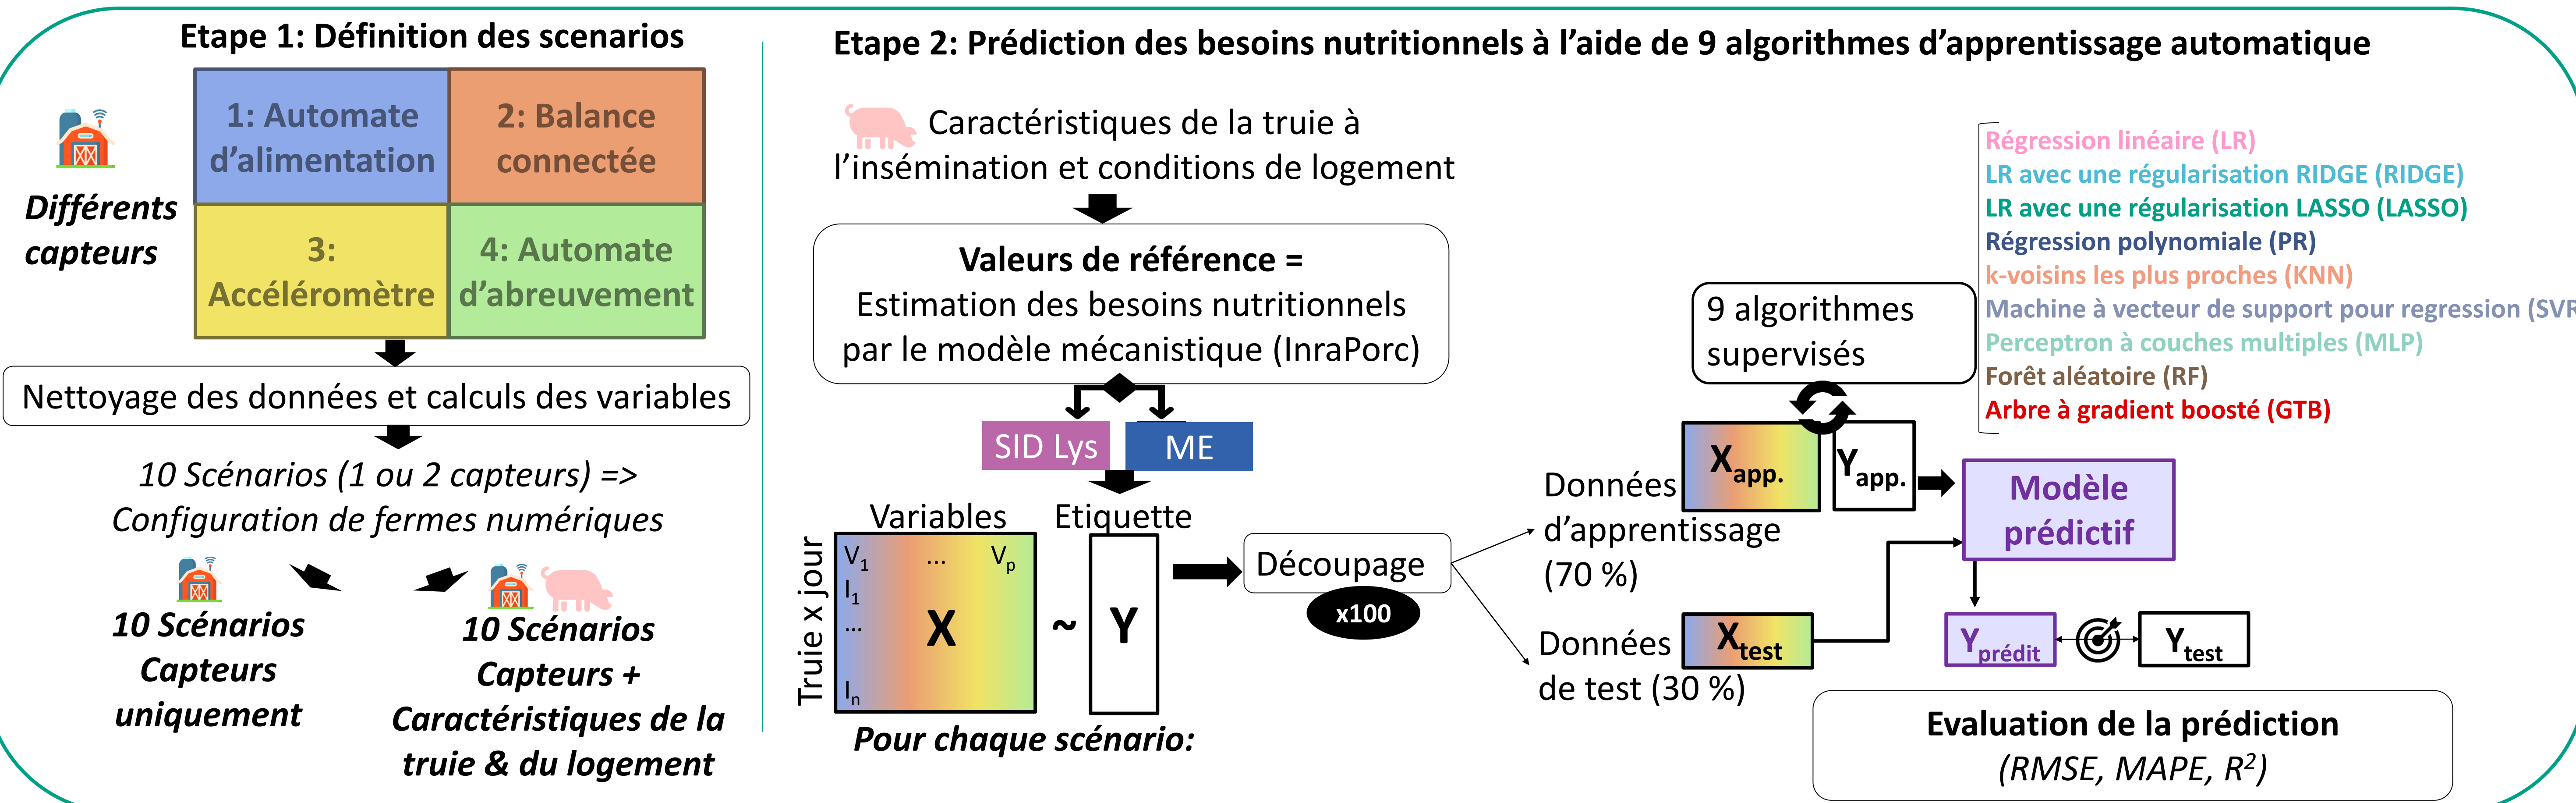 Etape 1: Définition des scenarios
1: Automate
d'alimentation
2: Balance
connectée
3:
Accéléromètre
4: Automate
d'abreuvement
Différents
capteurs
Nettoyage des données et calculs des variables
10 Scénarios (1 ou 2 capteurs) =>
Configuration de fermes numériques
10 Scénarios
Capteurs
uniquement
10 Scénarios
Capteurs +
Caractéristiques de la
truie & du logement
Etape 2: Prédiction des besoins nutritionnels à l'aide de 9 algorithmes d'apprentissage automatique
Caractéristiques de la truie à
l'insémination et conditions de logement
Valeurs de référence =
Estimation des besoins nutritionnels
par le modèle mécanistique (InraPorc)
SID Lys
ME
Variables
Etiquette
Truie x jour
V1 ... Vp
I1
...
In
X
~
Y
Pour chaque scénario:
Découpage
x100
Données
d'apprentissage
(70 %)
Données
de test (30 %)
9 algorithmes
supervisés
Régression linéaire (LR)
LR avec une régularisation RIDGE (RIDGE)
LR avec une régularisation LASSO (LASSO)
Régression polynomiale (PR)
k-voisins les plus proches (KNN)
Machine à vecteur de support pour regression (SVR
Perceptron à couches multiples (MLP)
Forêt aléatoire (RF)
Arbre à gradient boosté (GTB)
Xapp.
Yapp.
Modèle
prédictif
Xtest
Yprédit
Ytest
Evaluation de la prédiction
(RMSE, MAPE, R²)